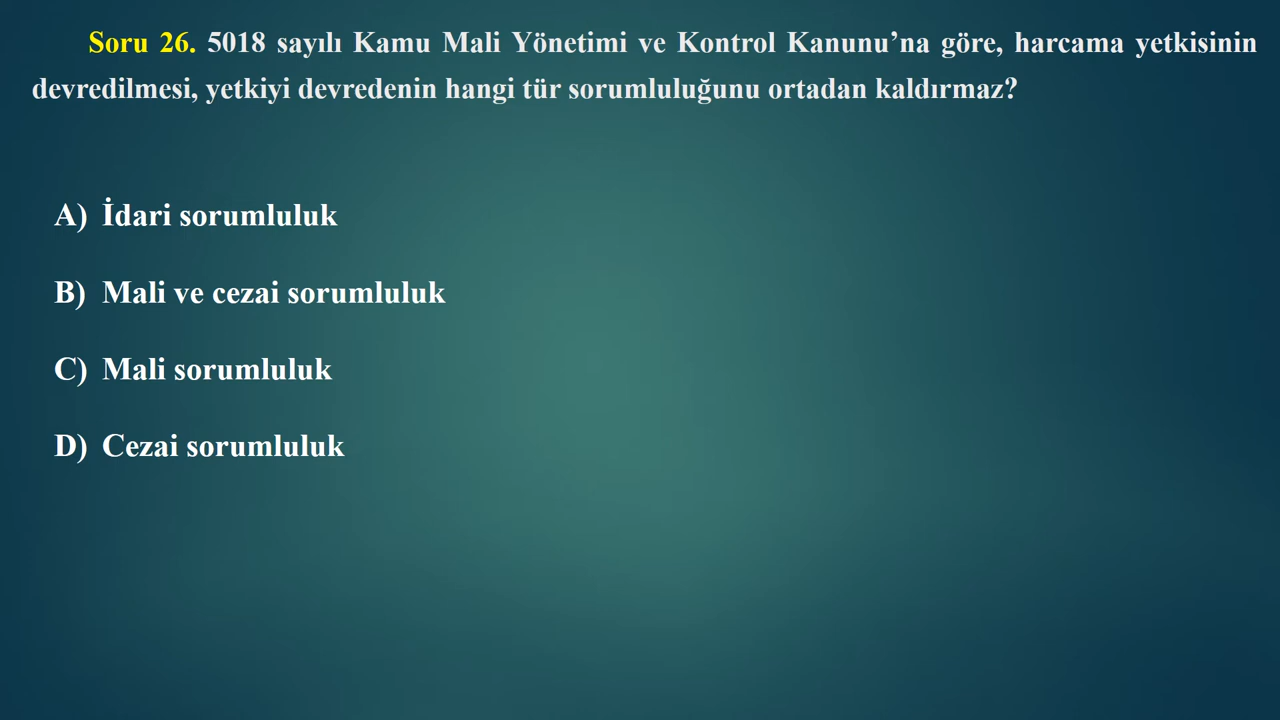 Soru 26. 5018 sayılı Kamu Mali Yönetimi ve Kontrol Kanunu’na göre, harcama yetkisinin
devredilmesi, yetkiyi devredenin hangi tür sorumluluğunu ortadan kaldırmaz?
A) İdari sorumluluk
B) Mali ve cezai sorumluluk
C) Mali sorumluluk
D) Cezai sorumluluk